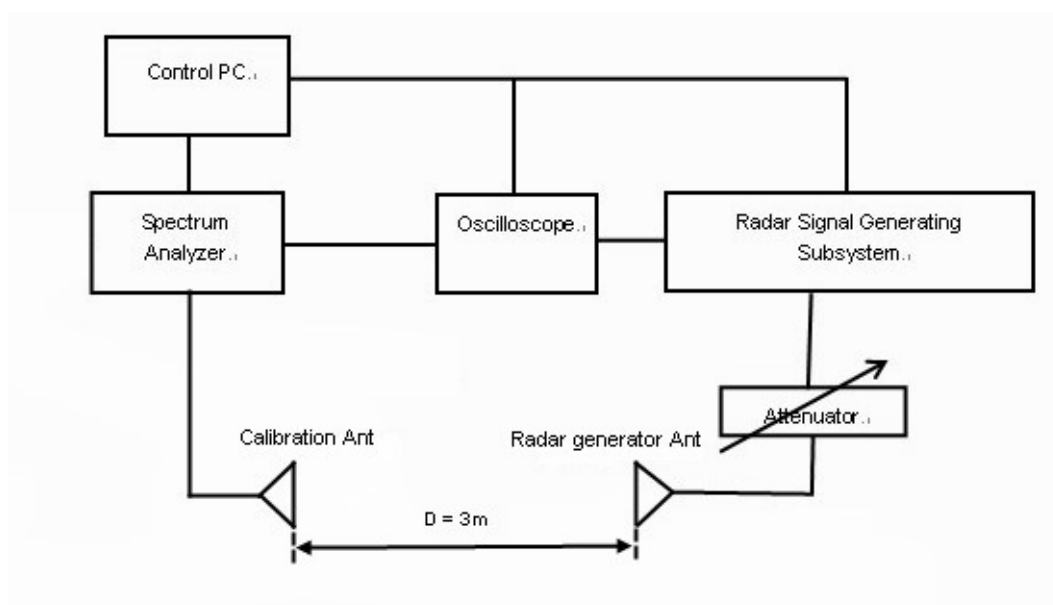 Control PC.
Spectrum
Analyzer.
Oscilloscope.
Radar Signal Generating
Subsystem.
Attenuator.
Calibration Ant
Radar generator Ant
D = 3m